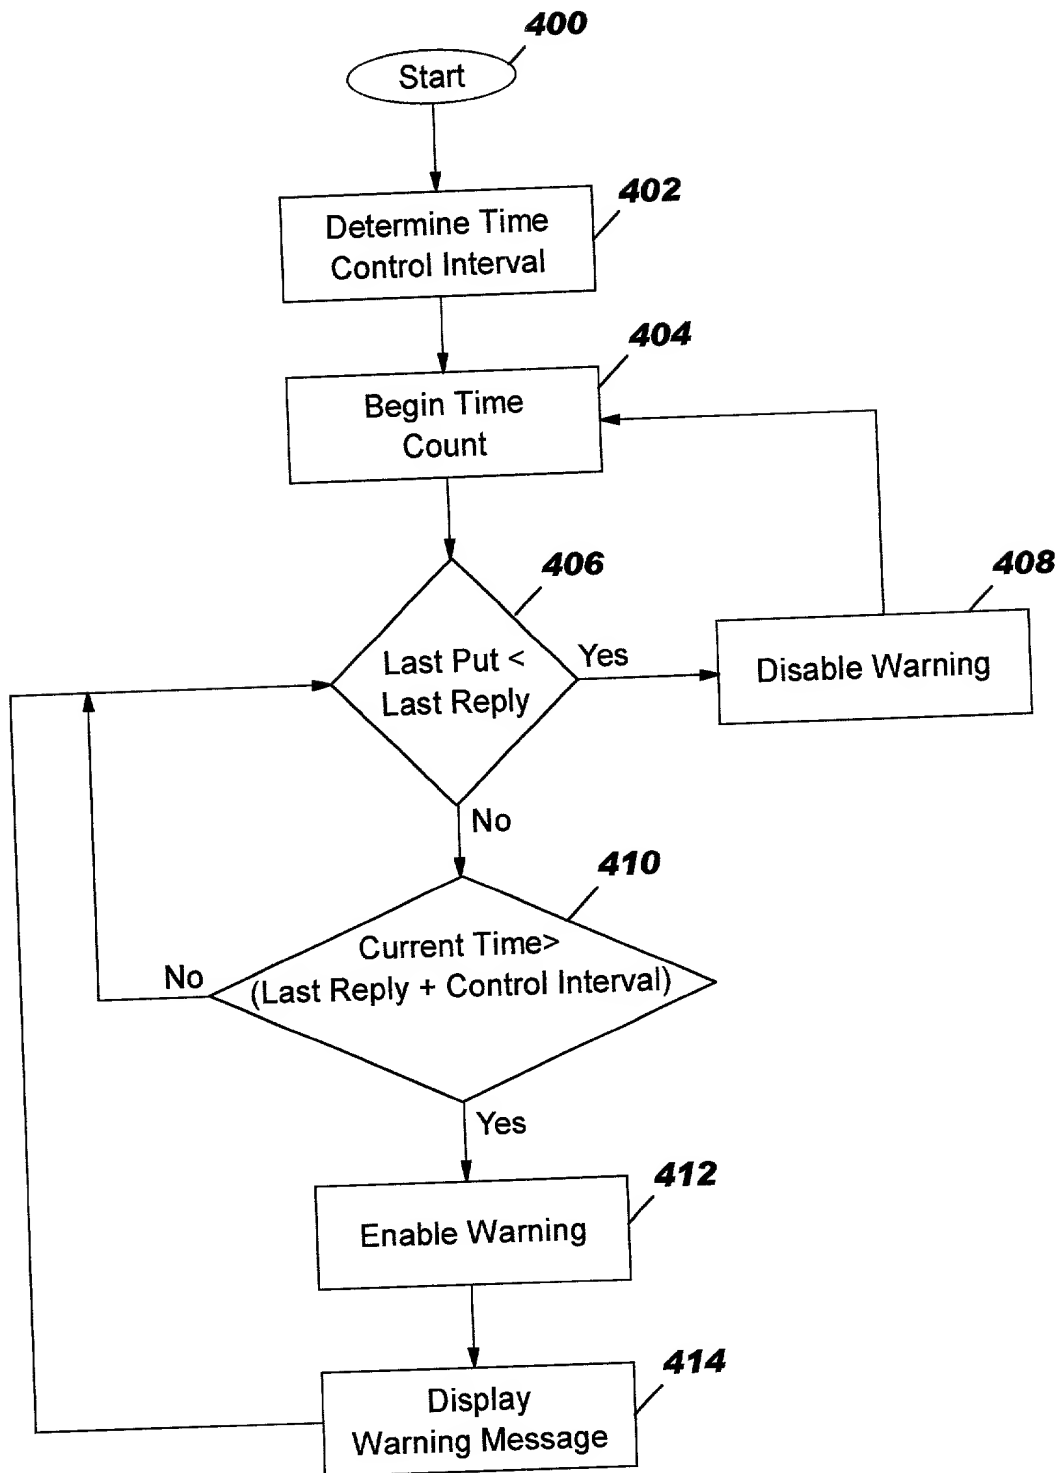 400
Start
402
Determine Time
Control Interval
404
Begin Time
Count
406
408
Last Put <
Last Reply
Yes
Disable Warning
No
410
Current Time>
(Last Reply + Control Interval)
No
Yes
412
Enable Warning
414
Display
Warning Message